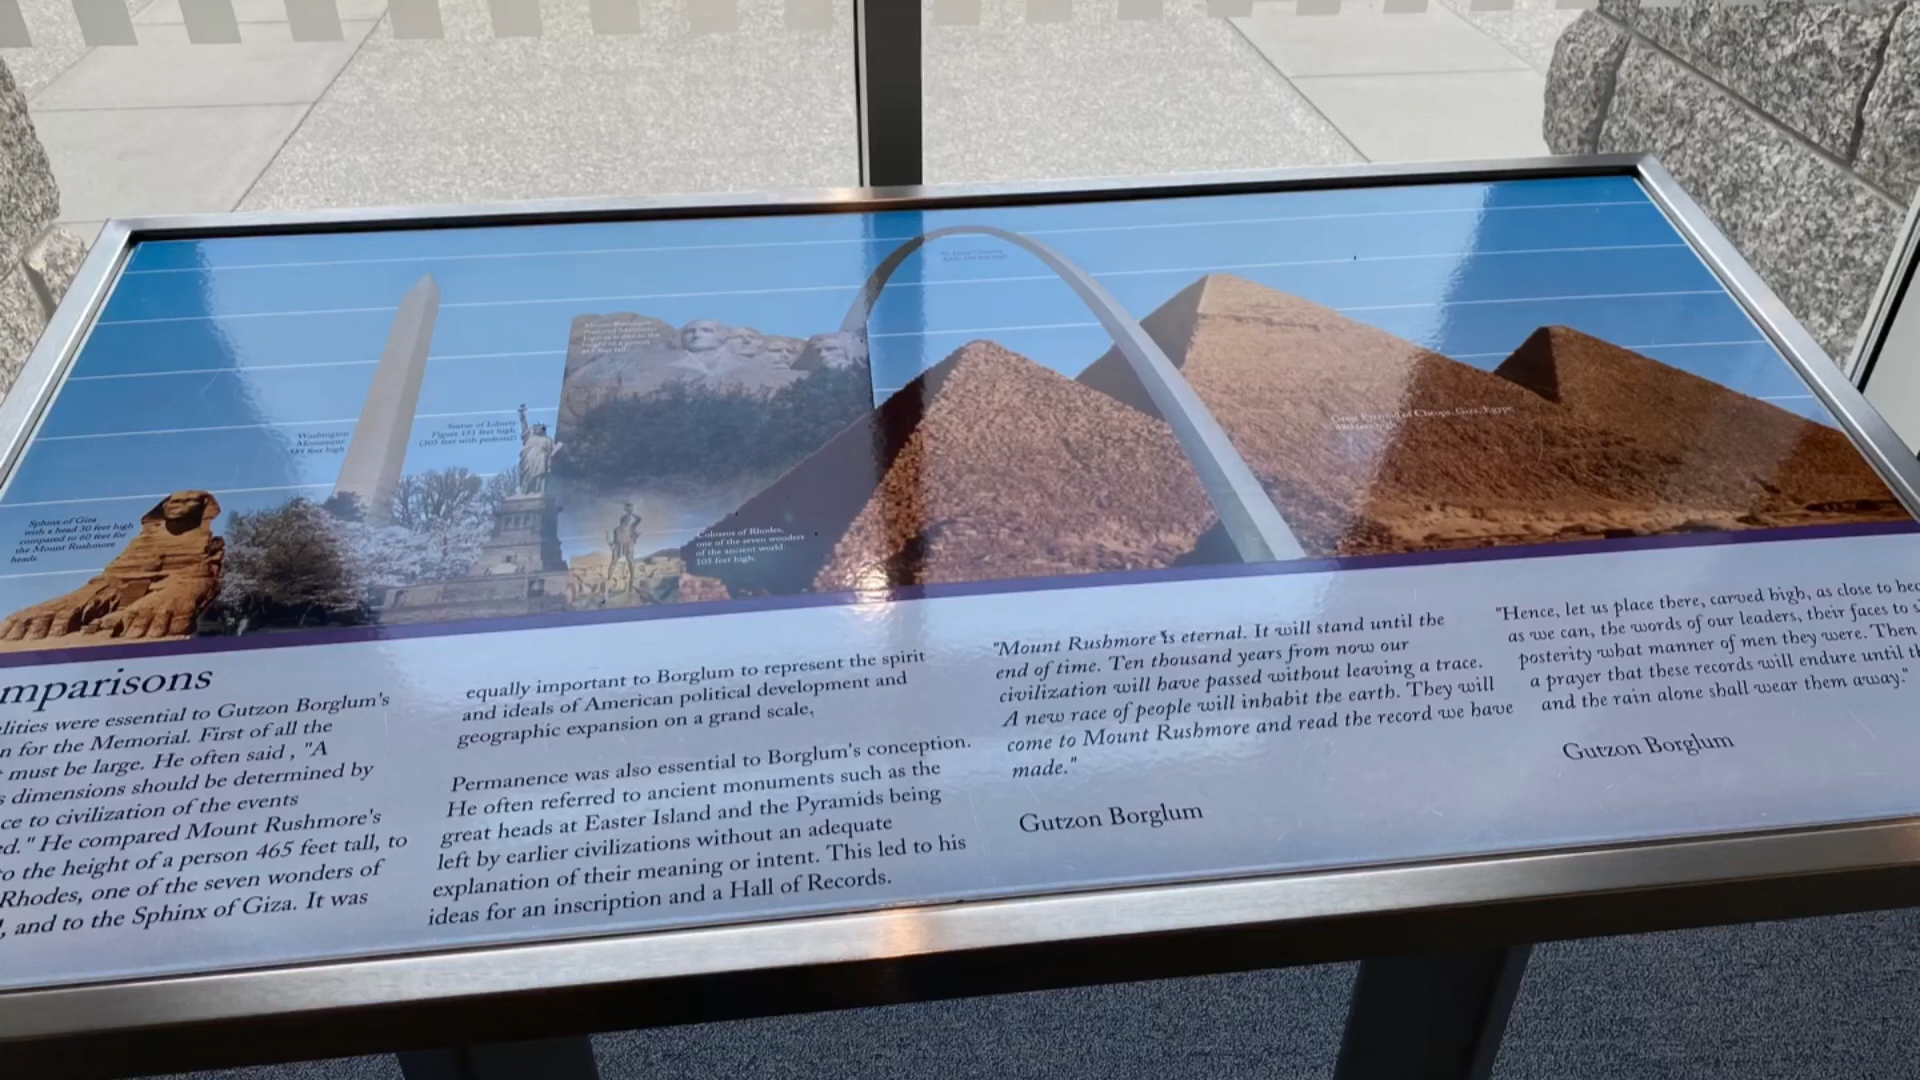 Washington
Monument:
555 feet high
Statue of Liberty
Figure 151 feet high
(305 feet with pedestal)
Mount Rushmore
National Memorial
Sphinx of Giza
with a head 30 feet high
compared to 60 feet for
the Mount Rushmore
heads.
Colossus of Rhodes,
one of the seven wonders
of the ancient world:
105 feet high.
Great Pyramid of Cheops, Giza, Egypt,
mparisons
lities were essential to Gutzon Borglum's
n for the Memorial. First of all the
must be large. He often said , "A
s dimensions should be determined by
ce to civilization of the events
ed." He compared Mount Rushmore's
o the height of a person 465 feet tall, to
Rhodes, one of the seven wonders of
, and to the Sphinx of Giza. It was
equally important to Borglum to represent the spirit
and ideals of American political development and
geographic expansion on a grand scale.
Permanence was also essential to Borglum's conception.
He often referred to ancient monuments such as the
great heads at Easter Island and the Pyramids being
left by earlier civilizations without an adequate
explanation of their meaning or intent. This led to his
ideas for an inscription and a Hall of Records.
"Mount Rushmore is eternal. It will stand until the
end of time. Ten thousand years from now our
civilization will have passed without leaving a trace.
A new race of people will inhabit the earth. They will
come to Mount Rushmore and read the record we have
made."
Gutzon Borglum
"Hence, let us place there, carved high, as close to hea
as we can, the words of our leaders, their faces to s
posterity what manner of men they were. Then
a prayer that these records will endure until th
and the rain alone shall wear them away."
Gutzon Borglum